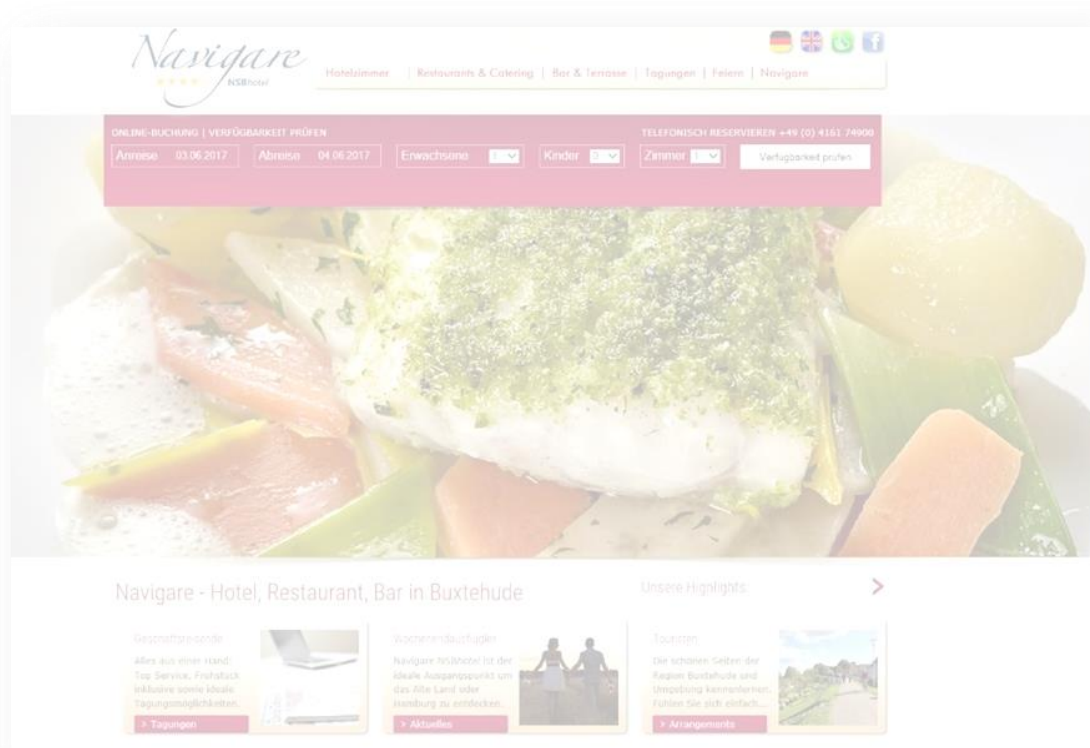 Navigare
NSBhotel
Hotelzimmer | Restaurants & Catering | Bar & Terrasse | Tagungen | Feiern | Navigare
ONLINE-BUCHUNG | VERFÜGBARKEIT PRÜFEN
TELEFONISCH RESERVIEREN +49 (0) 4161 74900
Anreise 03.06.2017 Abreise 04.06.2017 Erwachsene 1 Kinder 0 Zimmer 1 Verfügbarkeit prüfen
Navigare - Hotel, Restaurant, Bar in Buxtehude
Unsere Highlights
Geschäftsreisende
Alles aus einer Hand:
Top Service, Frühstück
inklusive sowie ideale
Tagungsmöglichkeiten.
> Tagungen
Wochenendausflügler
Navigare NSBhotel ist der
ideale Ausgangspunkt um
das Alte Land oder
Hamburg zu entdecken...
> Aktuelles
Touristen
Die schönen Seiten der
Region Buxtehude und
Umgebung kennenlernen.
Fühlen Sie sich einfach...
> Arrangements